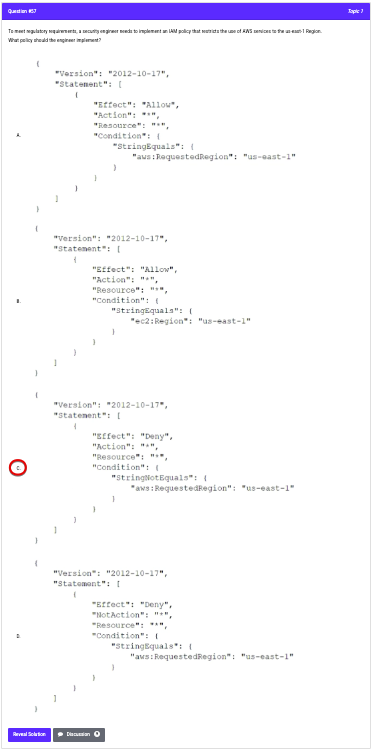 Question #57 Topic 1
To meet regulatory requirements, a security engineer needs to implement an IAM policy that restricts the use of AWS services to the us-east-1 Region.
What policy should the engineer implement?
{
"Version": "2012-10-17",
"Statement": [
{
"Effect": "Allow",
"Action": "*",
"Resource": "*",
A. "Condition": {
"StringEquals": {
"aws:RequestedRegion": "us-east-1"
}
}
}
]
}
{
"Version": "2012-10-17",
"Statement": [
{
"Effect": "Allow",
"Action": "*",
"Resource": "*",
B. "Condition": {
"StringEquals": {
"ec2:Region": "us-east-1"
}
}
}
]
}
{
"Version": "2012-10-17",
"Statement": [
{
"Effect": "Deny",
"Action": "*",
"Resource": "*",
C. "Condition": {
"StringNotEquals": {
"aws:RequestedRegion": "us-east-1"
}
}
}
]
}
{
"Version": "2012-10-17",
"Statement": [
{
"Effect": "Deny",
"NotAction": "*",
"Resource": "*",
D. "Condition": {
"StringEquals": {
"aws:RequestedRegion": "us-east-1"
}
}
}
]
}
Reveal Solution Discussion